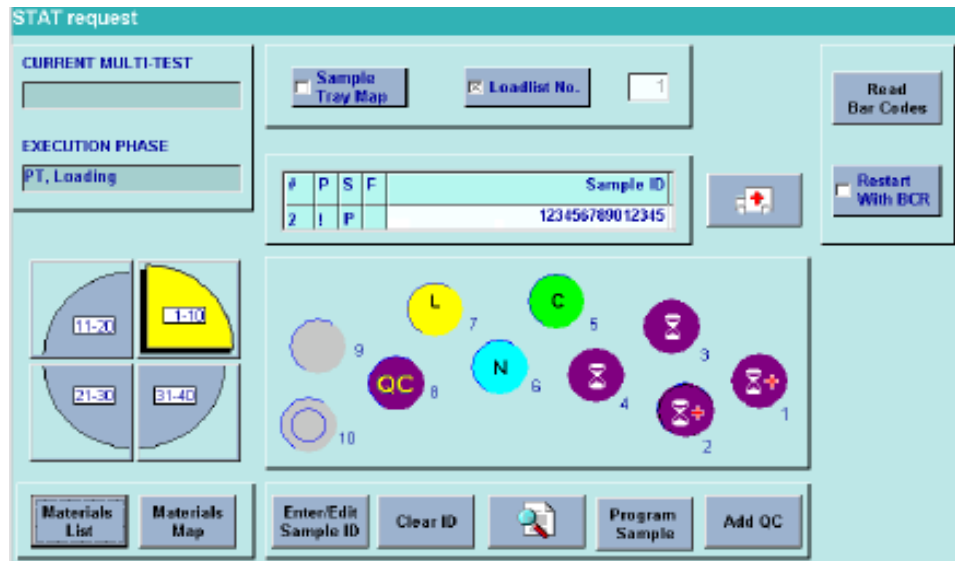 STAT request
CURRENT MULTI-TEST
EXECUTION PHASE
PT, Loading
Sample
Tray Map
Loadlist No.
1
Read
Bar Codes
Restart
With BCR
# P S F Sample ID
2 ! P 123456789012345
11-20
1-10
21-30
31-40
L
7
C
5
3
9
QC
8
N
6
4
1
2
10
Materials
List
Materials
Map
Enter/Edit
Sample ID
Clear ID
Program
Sample
Add QC